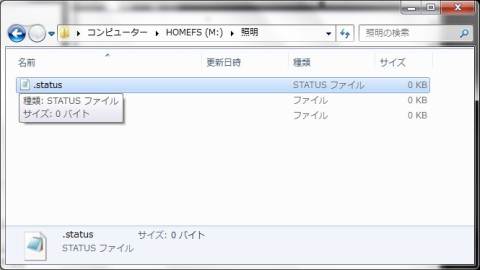 コンピューター ▸ HOMEFS (M:) ▸ 照明
照明の検索
名前 更新日時 種類 サイズ
.status STATUS ファイル 0 KB
種類: STATUS ファイル
サイズ: 0 バイト
ファイル 0 KB
ファイル 0 KB
.status サイズ: 0 バイト
STATUS ファイル